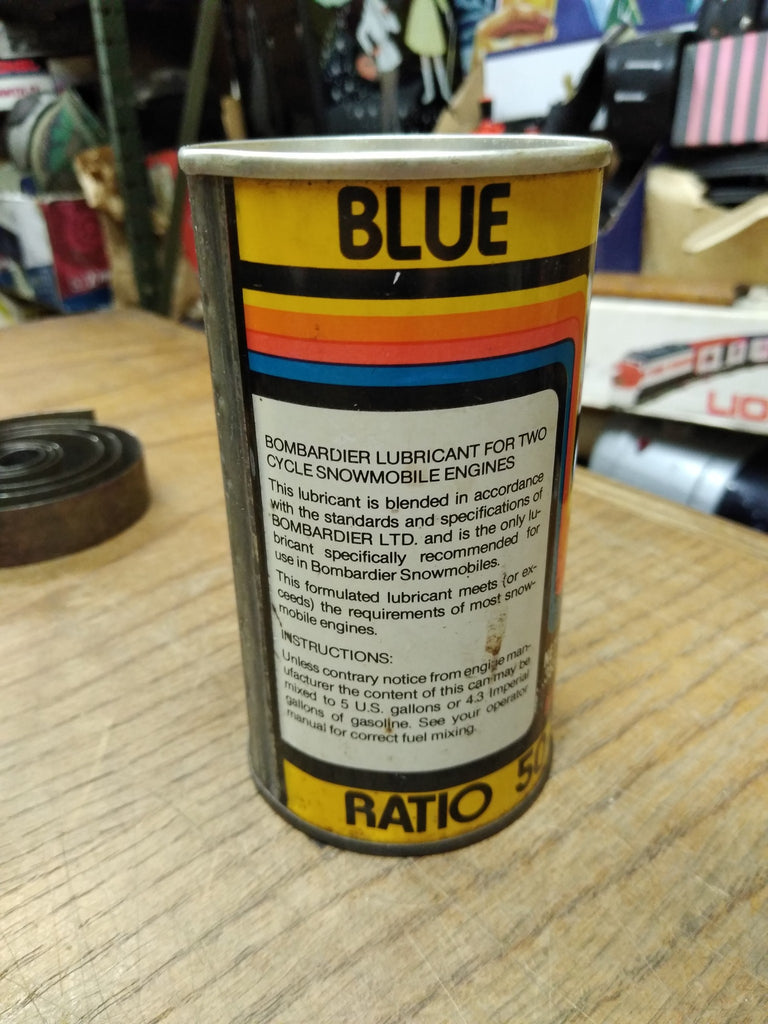 BLUE
BOMBARDIER LUBRICANT FOR TWO
CYCLE SNOWMOBILE ENGINES
This lubricant is blended in accordance
with the standards and specifications of
BOMBARDIER LTD. and is the only lu-
bricant specifically recommended for
use in Bombardier Snowmobiles.
This formulated lubricant meets (or ex-
ceeds) the requirements of most snow-
mobile engines.
INSTRUCTIONS:
Unless contrary notice from engine man-
ufacturer the content of this can may be
mixed to 5 U.S. gallons or 4.3 Imperial
gallons of gasoline. See your operator
manual for correct fuel mixing.
RATIO 50
LIO